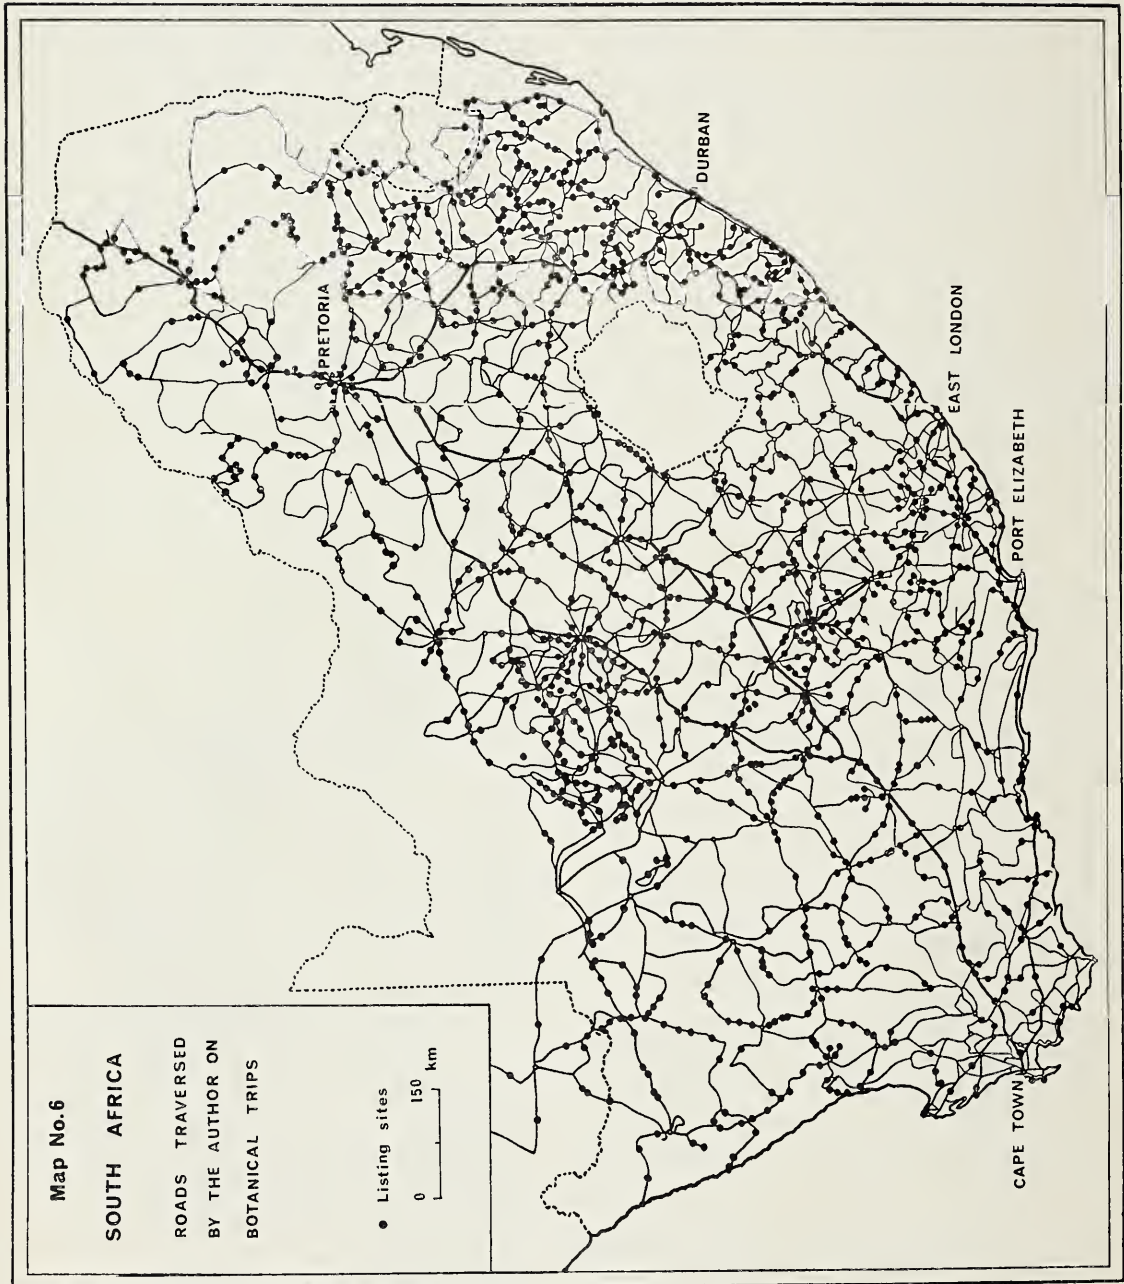 Map No.6
SOUTH AFRICA
ROADS TRAVERSED
BY THE AUTHOR ON
BOTANICAL TRIPS
• Listing sites
0 150 km
PRETORIA
DURBAN
EAST LONDON
PORT ELIZABETH
CAPE TOWN